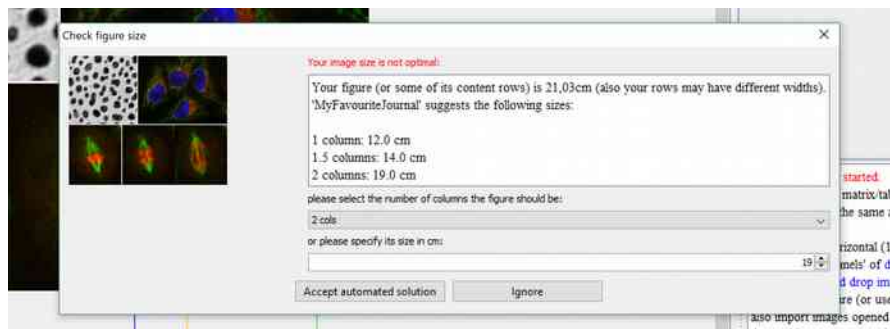 Check figure size
Your image size is not optimal:
Your figure (or some of its content rows) is 21,03cm (also your rows may have different widths).
'MyFavouriteJournal' suggests the following sizes:
1 column: 12.0 cm
1.5 columns: 14.0 cm
2 columns: 19.0 cm
please select the number of columns the figure should be:
2 cols
or please specify its size in cm:
19
Accept automated solution
Ignore
started.
matrix/tab
the same a
rizontal (1
mels' of d
d drop im
re (or use
also import images opened